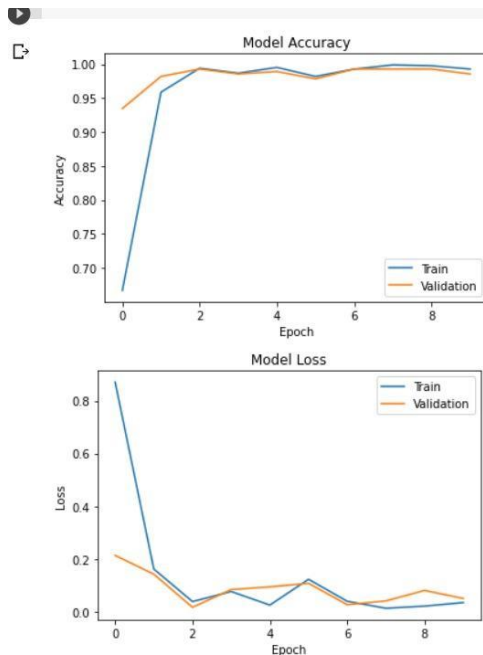 Model Accuracy
1.00
0.95
0.90
0.85
0.80
0.75
0.70
Accuracy
Train
Validation
0 2 4 6 8
Epoch
Model Loss
0.8
0.6
0.4
0.2
0.0
Loss
Train
Validation
0 2 4 6 8
Epoch